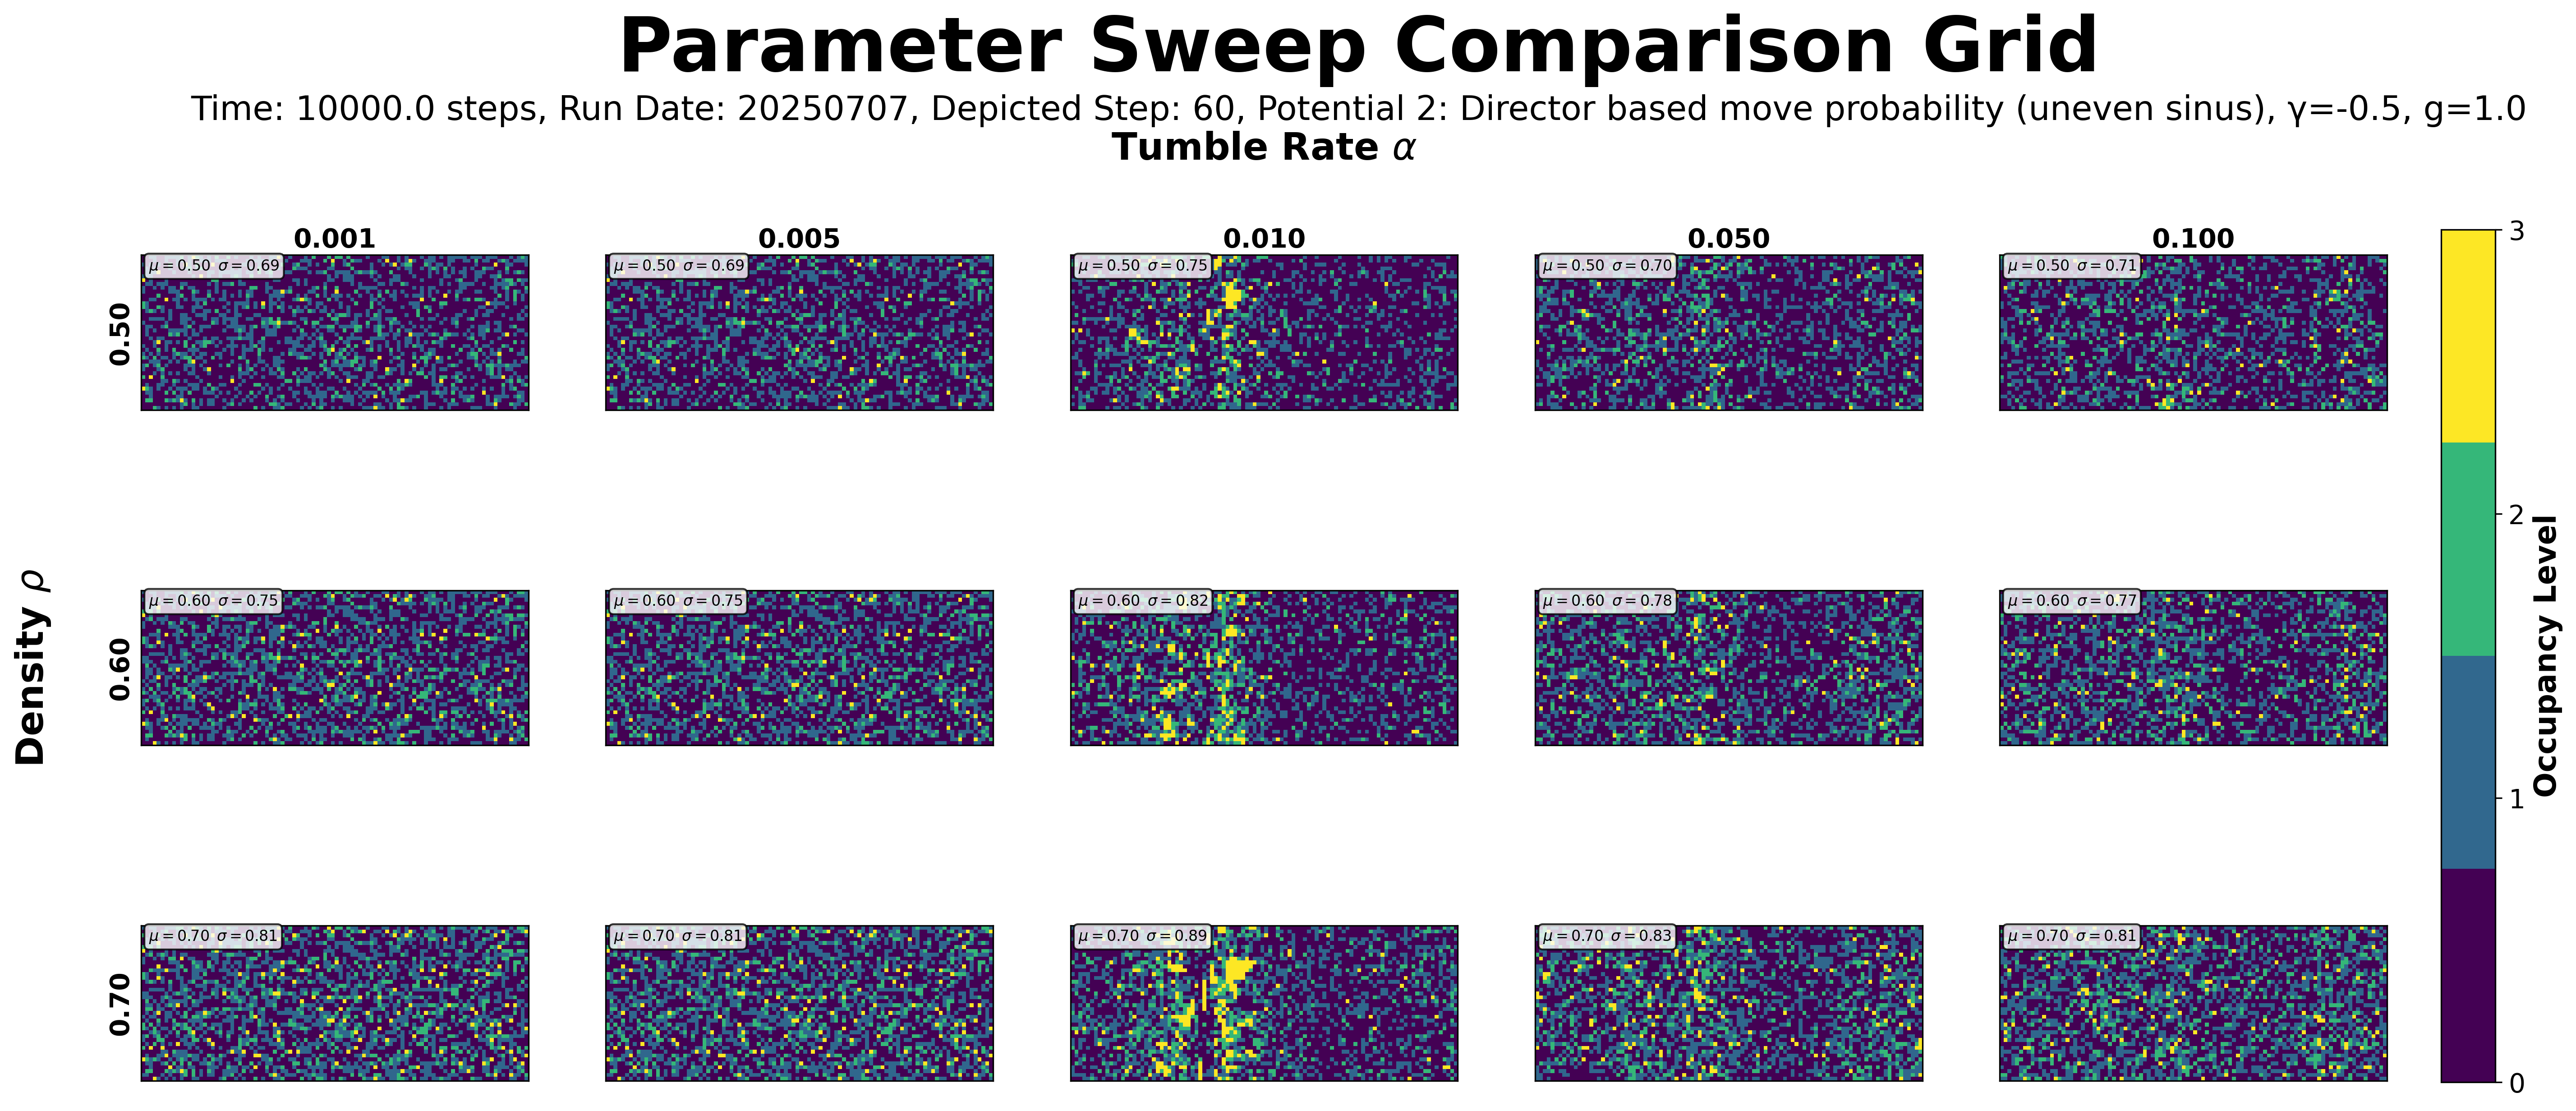 Parameter Sweep Comparison Grid
Time: 10000.0 steps, Run Date: 20250707, Depicted Step: 60, Potential 2: Director based move probability (uneven sinus), γ=-0.5, g=1.0
Tumble Rate α
0.001 0.005 0.010 0.050 0.100
0.50
μ = 0.50 σ = 0.69
μ = 0.50 σ = 0.69
μ = 0.50 σ = 0.75
μ = 0.50 σ = 0.70
μ = 0.50 σ = 0.71
Density ρ
0.60
μ = 0.60 σ = 0.75
μ = 0.60 σ = 0.75
μ = 0.60 σ = 0.82
μ = 0.60 σ = 0.78
μ = 0.60 σ = 0.77
0.70
μ = 0.70 σ = 0.81
μ = 0.70 σ = 0.81
μ = 0.70 σ = 0.89
μ = 0.70 σ = 0.83
μ = 0.70 σ = 0.81
3
2
1
0
Occupancy Level